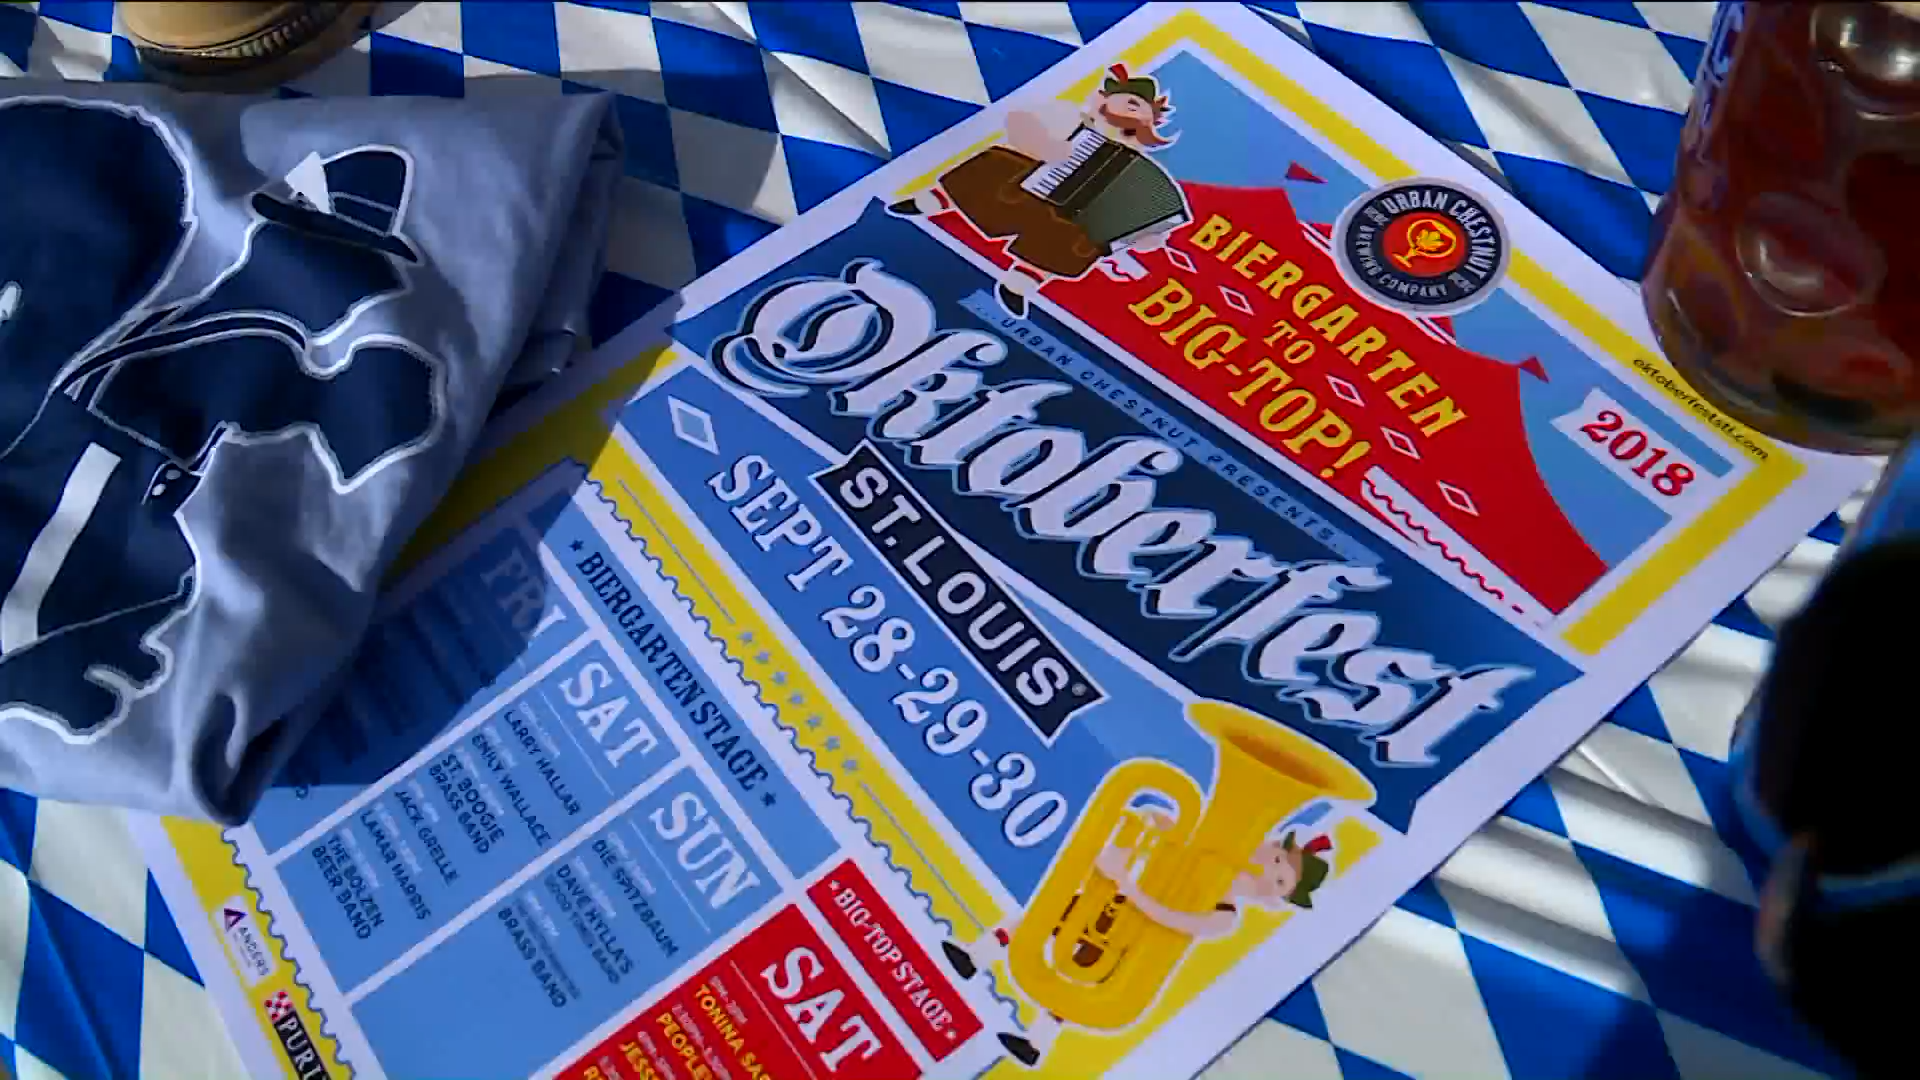 BIERGARTEN
TO
BIG-TOP!
URBAN CHESTNUT
BREWING COMPANY
2018
oktoberfeststl.com
...URBAN CHESTNUT PRESENTS...
Oktoberfest
ST. LOUIS
SEPT 28-29-30
★ BIERGARTEN STAGE ★
FRI
SAT
LARRY HALLAR
EMILY WALLACE
ST. BOOGIE
BRASS BAND
JACK GRELLE
LAMAR HARRIS
THE BOLZEN
BEER BAND
SUN
DIE SPITZBAUM
DAVE HYLLA'S
GOOD TIMES BAND
BRASS BAND
★ BIG-TOP STAGE ★
SAT
TONINA
PEOPLE
ANDERS